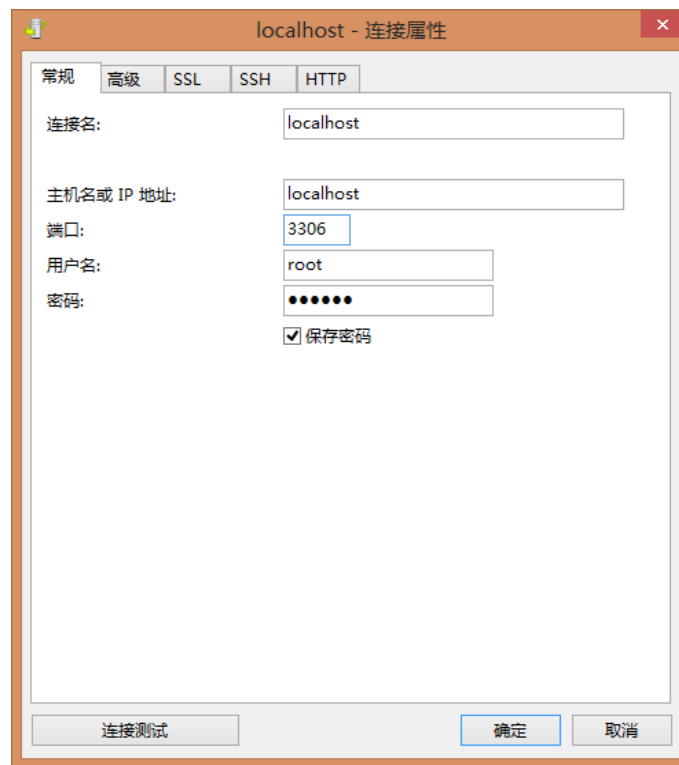 localhost - 连接属性
常规 高级 SSL SSH HTTP
连接名: localhost
主机名或 IP 地址: localhost
端口: 3306
用户名: root
密码: ●●●●●●
保存密码
连接测试 确定 取消